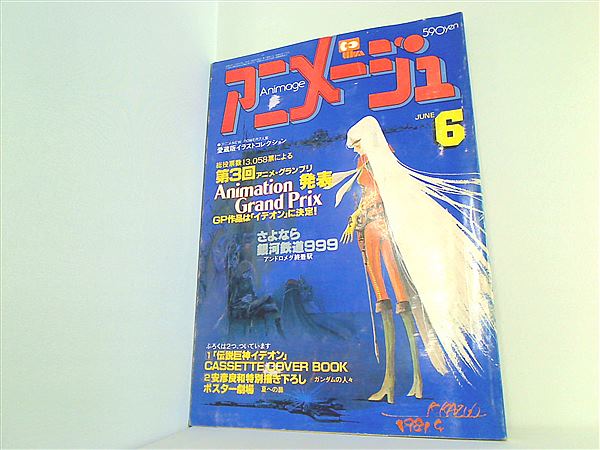 590yen
アニメージュ
Animage
JUNE
6
愛蔵版イラストコレクション
総投票数13,058票による
第3回アニメ・グランプリ
Animation 発表
Grand Prix
GP作品は「イデオン」に決定!
さよなら
銀河鉄道999
アンドロメダ終着駅
ふろくは2つ、ついています
1「伝説巨神イデオン」
CASSETTE COVER BOOK
2.安彦良和特別描き下ろし ガンダムの人々
ポスター劇場 夏への扉
1981